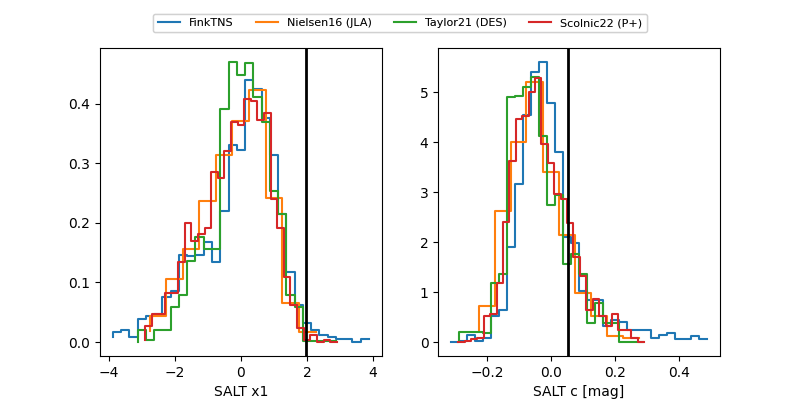 FinkTNS Nielsen16 (JLA) Taylor21 (DES) Scolnic22 (P+)
0.4
0.3
0.2
0.1
0.0
−4 −2 0 2 4
SALT x1
5
4
3
2
1
0
−0.2 0.0 0.2 0.4
SALT c [mag]